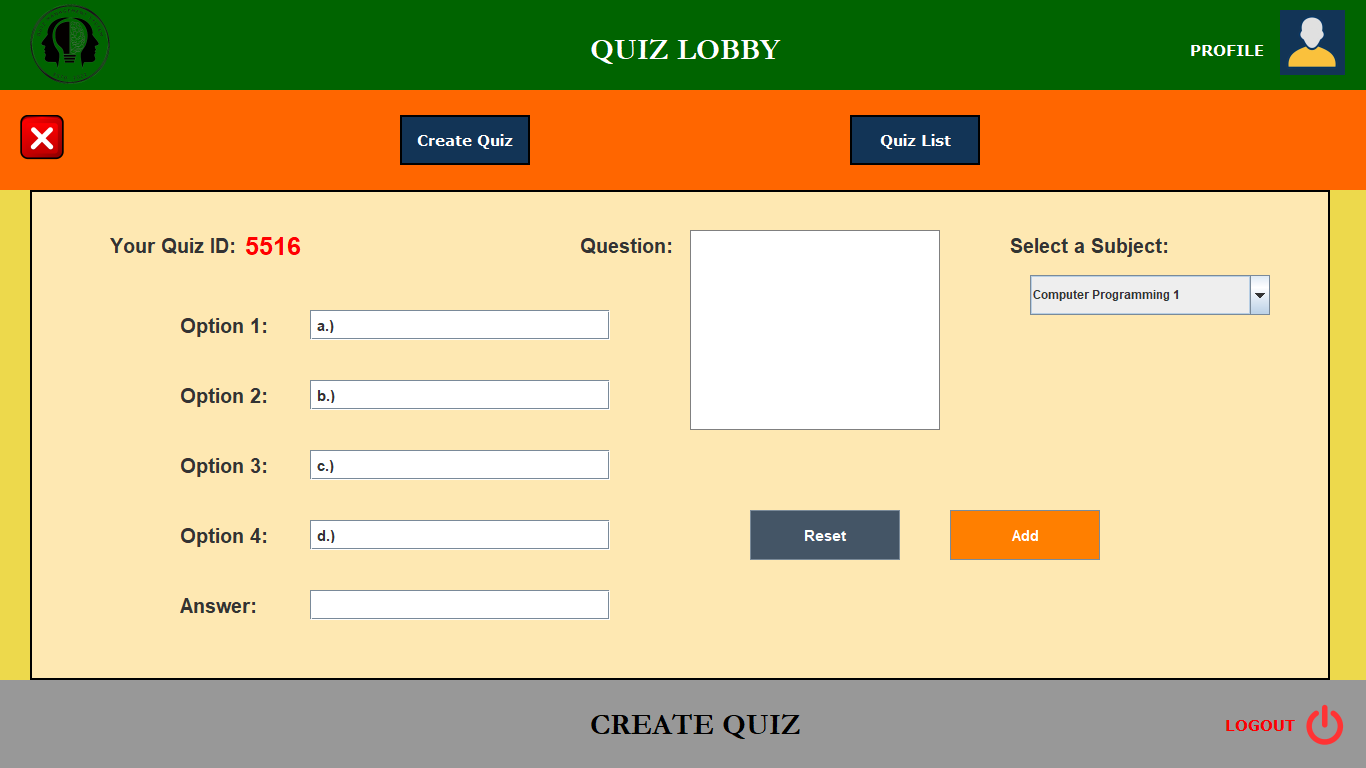 QUIZ LOBBY
PROFILE
Create Quiz
Quiz List
Your Quiz ID: 5516
Question:
Select a Subject:
Computer Programming 1
Option 1: a.)
Option 2: b.)
Option 3: c.)
Option 4: d.)
Reset
Add
Answer:
CREATE QUIZ
LOGOUT